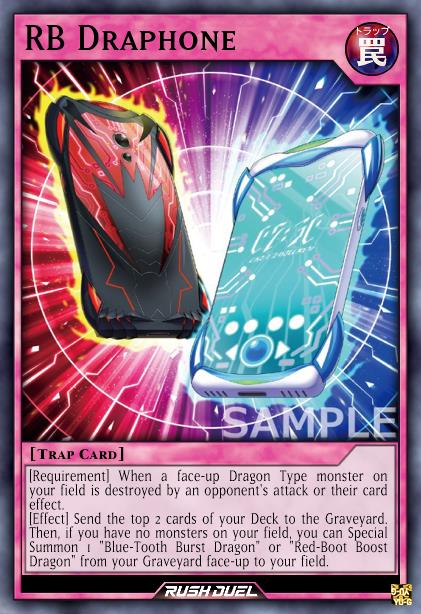 RB Draphone
トラップ
罠
02:50
SAMPLE
[Trap Card]
[Requirement] When a face-up Dragon Type monster on
your field is destroyed by an opponent's attack or their card
effect.
[Effect] Send the top 2 cards of your Deck to the Graveyard.
Then, if you have no monsters on your field, you can Special
Summon 1 "Blue-Tooth Burst Dragon" or "Red-Boot Boost
Dragon" from your Graveyard face-up to your field.
RUSH DUEL